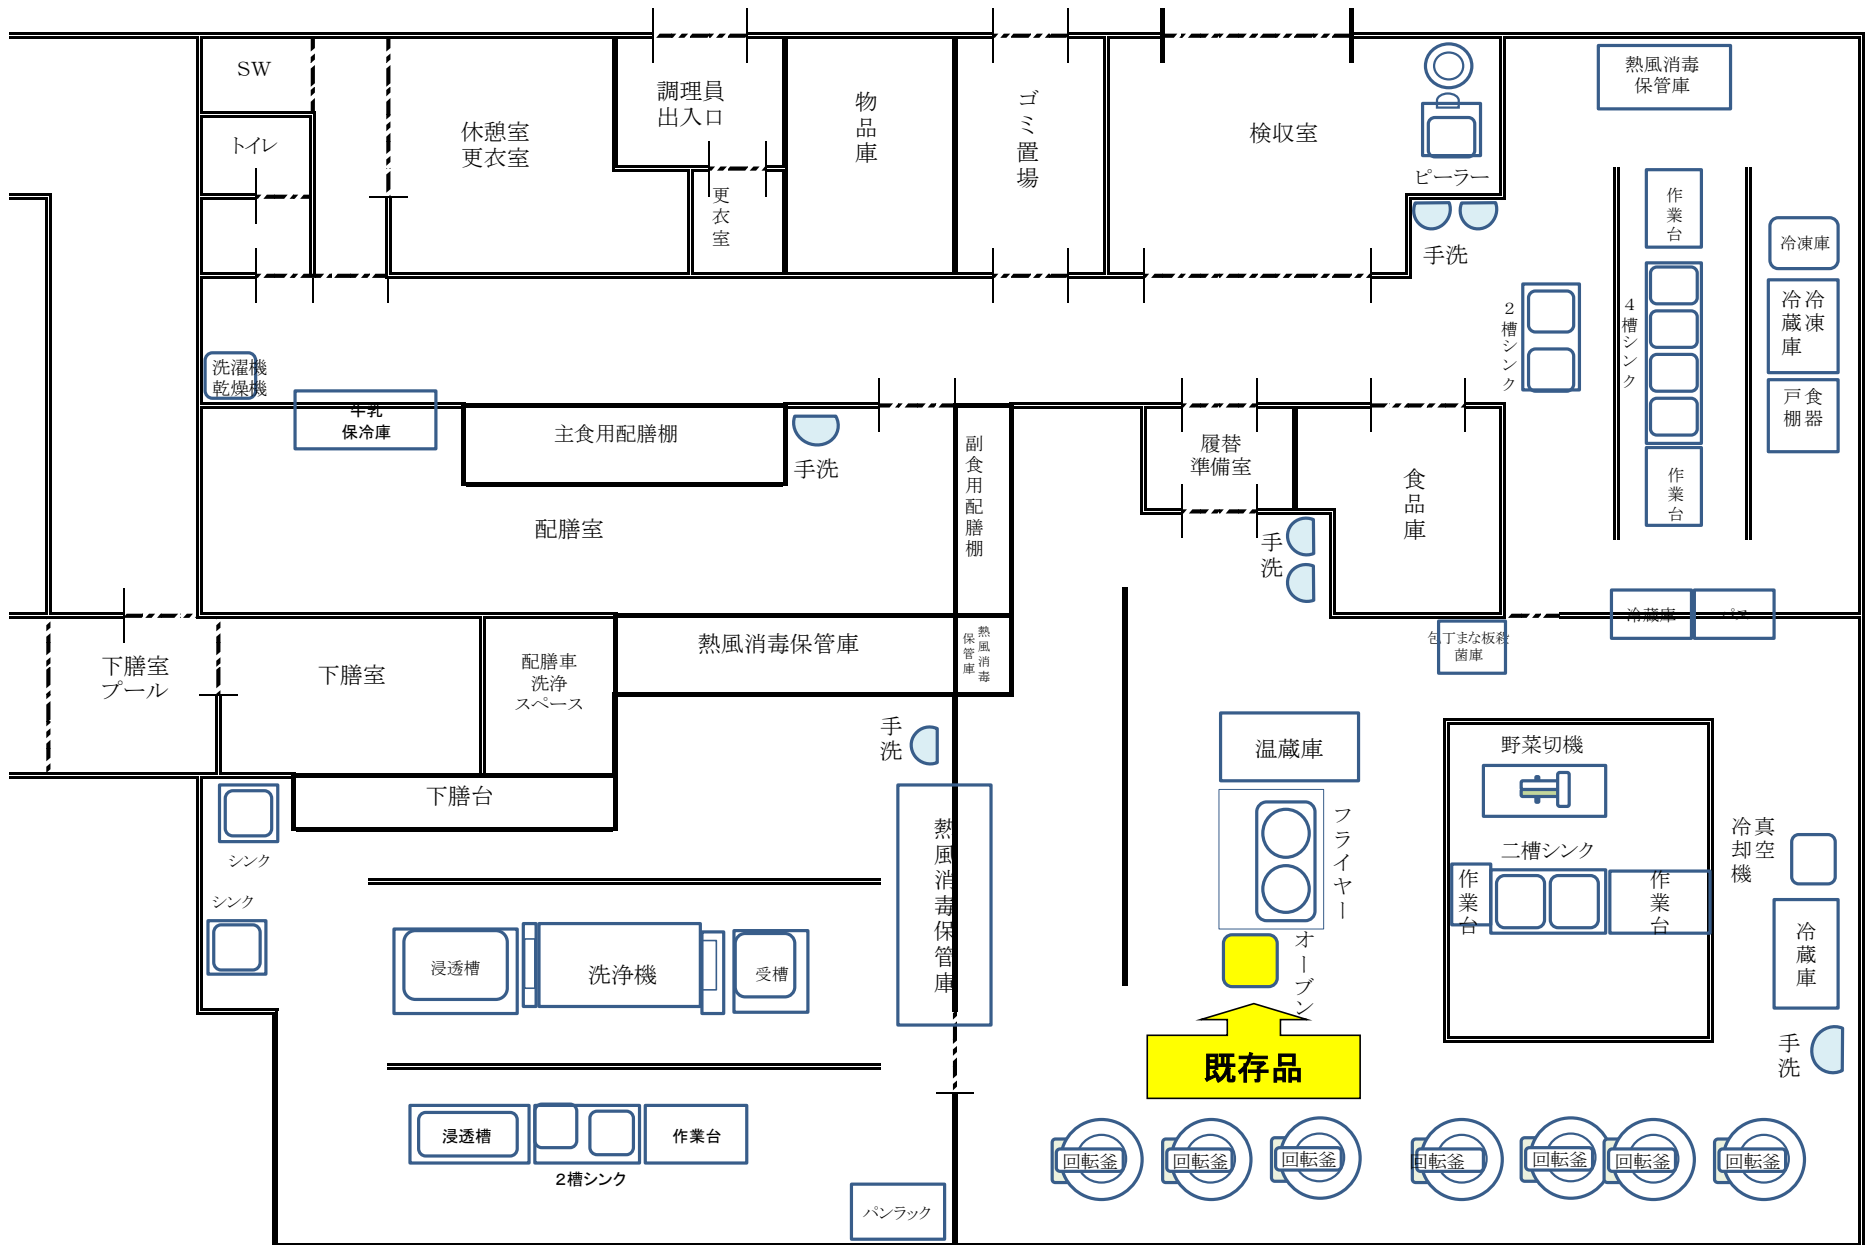 SW
トイレ
休憩室
更衣室
調理員
出入口
更衣室
物品庫
ゴミ置場
検収室
ピーラー
手洗
熱風消毒
保管庫
作業台
冷凍庫
冷凍
冷蔵庫
食器
戸棚
4槽シンク
2槽シンク
作業台
洗濯機
乾燥機
牛乳
保冷庫
主食用配膳棚
手洗
副食用配膳棚
履替
準備室
食品庫
手洗
配膳室
冷蔵庫
パス
包丁まな板殺
菌庫
下膳室
プール
下膳室
配膳車
洗浄
スペース
熱風消毒保管庫
熱風消毒
保管庫
手洗
温蔵庫
野菜切機
下膳台
シンク
シンク
熱風消毒保管庫
フライヤー
二槽シンク
作業台
作業台
真空
冷却機
冷蔵庫
オーブン
浸透槽
洗浄機
受槽
既存品
手洗
浸透槽
作業台
2槽シンク
パンラック
回転釜
回転釜
回転釜
回転釜
回転釜
回転釜
回転釜